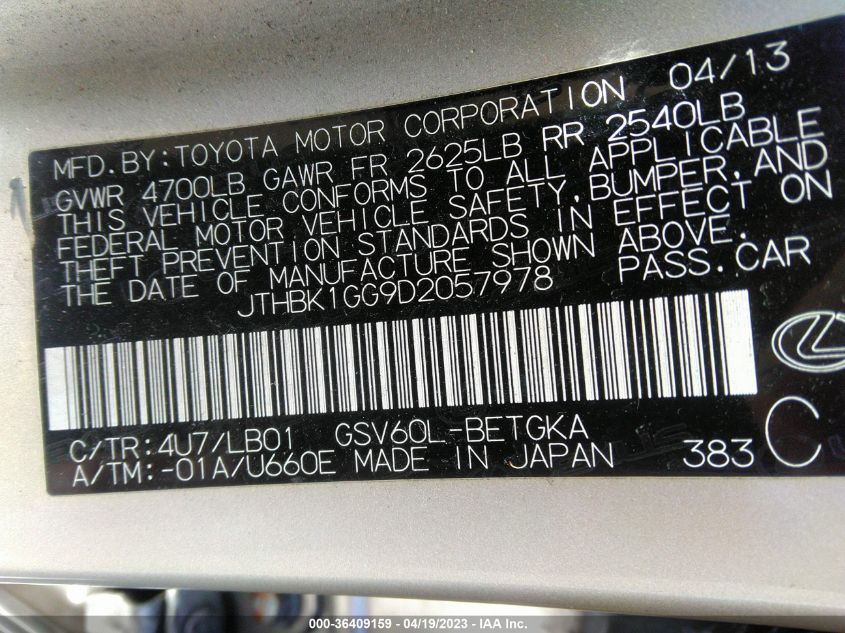 MFD.BY:TOYOTA MOTOR CORPORATION 04/13
GVWR 4700LB GAWR FR 2625LB RR 2540LB
THIS VEHICLE CONFORMS TO ALL APPLICABLE
FEDERAL MOTOR VEHICLE SAFETY,BUMPER,AND
THEFT PREVENTION STANDARDS IN EFFECT ON
THE DATE OF MANUFACTURE SHOWN ABOVE.
JTHBK1GG9D2057978 PASS.CAR
C/TR:4U7/LB01 GSV60L-BETGKA
A/TM:-01A/U660E MADE IN JAPAN 383 C
000-36409159 - 04/19/2023 - IAA Inc.